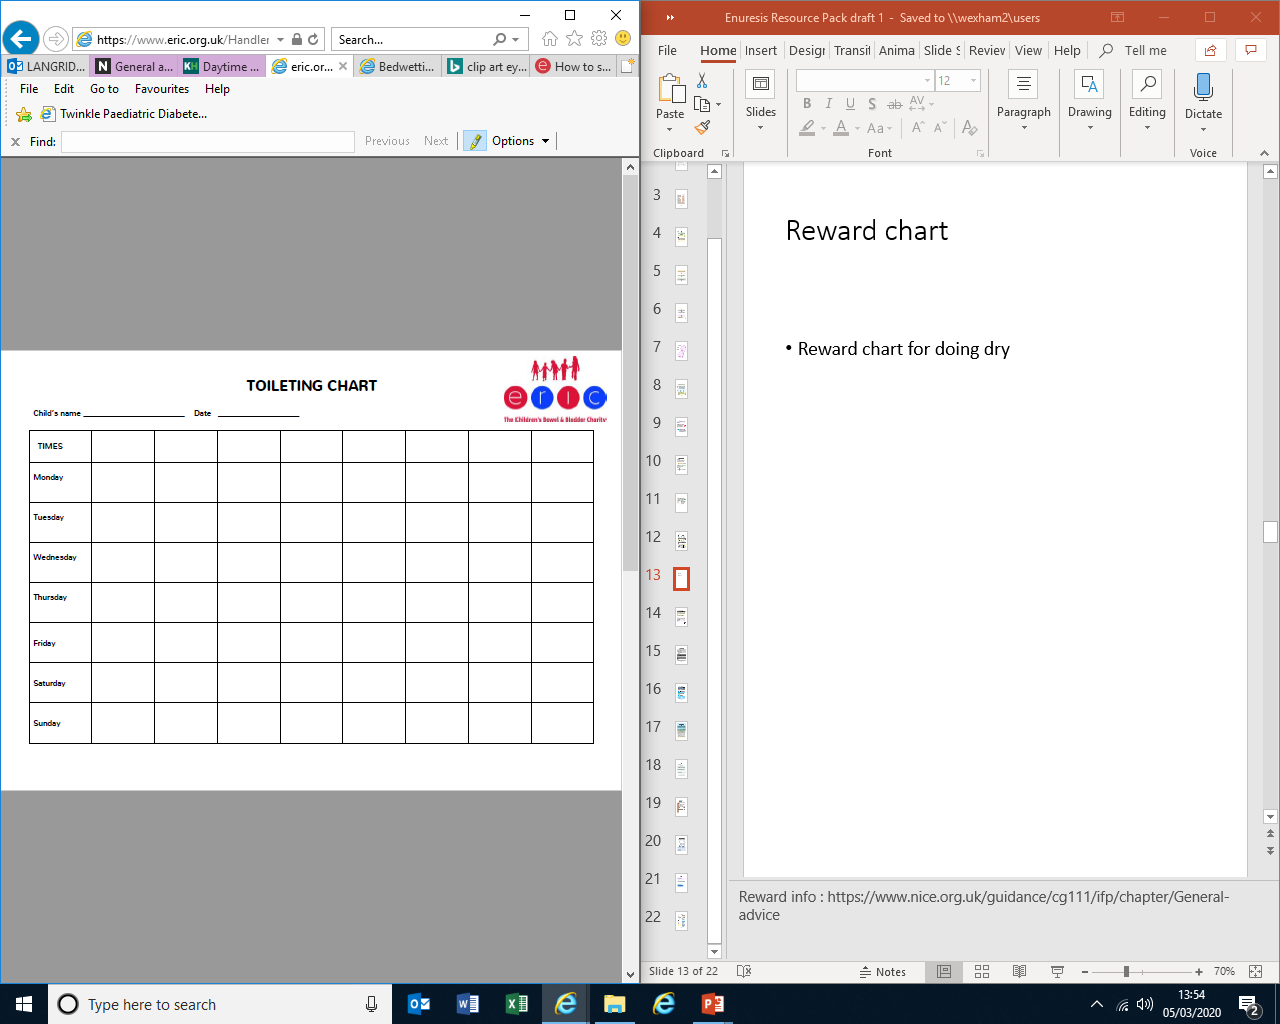 https://www.eric.org.uk/Handler
Search...
LANGRID...
General a...
Daytime ...
eric.or...
Bedwetti...
clip art ey...
How to s...
File Edit Go to Favourites Help
Twinkle Paediatric Diabete...
x Find:
Previous Next Options
TOILETING CHART
eric
The Children's Bowel & Bladder Charity
Child's name Date
TIMES
Monday
Tuesday
Wednesday
Thursday
Friday
Saturday
Sunday
Enuresis Resource Pack draft 1 - Saved to \\wexham2\users
File Home Insert Desigr Transit Anima Slide S Review View Help Tell me
Paste
Clipboard
Slides
12
B I U S ab AV
A Aa A A A
Font
Paragraph
Drawing
Editing
Dictate
Voice
3
4
5
6
7
8
9
10
11
12
13
14
15
16
17
18
19
20
21
22
Reward chart
• Reward chart for doing dry
Reward info : https://www.nice.org.uk/guidance/cg111/ifp/chapter/General-
advice
Slide 13 of 22 Notes 70%
Type here to search
13:54
05/03/2020
2